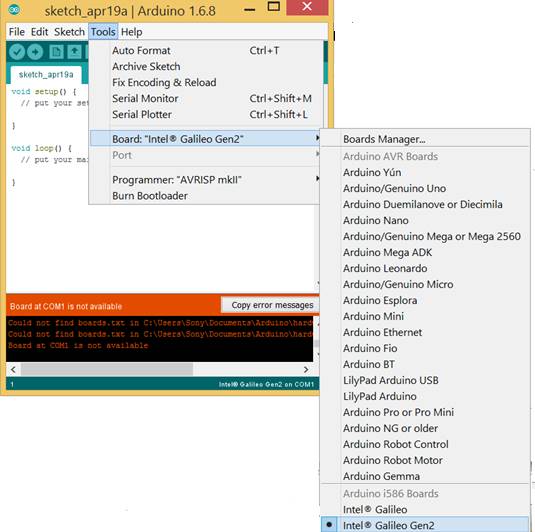 sketch_apr19a | Arduino 1.6.8
File Edit Sketch Tools Help
sketch_apr19a
void setup() {
// put your set
}
void loop() {
// put your mai
}
Auto Format Ctrl+T
Archive Sketch
Fix Encoding & Reload
Serial Monitor Ctrl+Shift+M
Serial Plotter Ctrl+Shift+L
Board: "Intel® Galileo Gen2"
Port
Programmer: "AVRISP mkII"
Burn Bootloader
Boards Manager...
Arduino AVR Boards
Arduino Yún
Arduino/Genuino Uno
Arduino Duemilanove or Diecimila
Arduino Nano
Arduino/Genuino Mega or Mega 2560
Arduino Mega ADK
Arduino Leonardo
Arduino/Genuino Micro
Arduino Esplora
Arduino Mini
Arduino Ethernet
Arduino Fio
Arduino BT
LilyPad Arduino USB
LilyPad Arduino
Arduino Pro or Pro Mini
Arduino NG or older
Arduino Robot Control
Arduino Robot Motor
Arduino Gemma
Arduino i586 Boards
Intel® Galileo
Intel® Galileo Gen2
Board at COM1 is not available
Copy error messages
Could not find boards.txt in C:\Users\Sony\Documents\Arduino\hard
Could not find boards.txt in C:\Users\Sony\Documents\Arduino\hard
Board at COM1 is not available
1 Intel® Galileo Gen2 on COM1